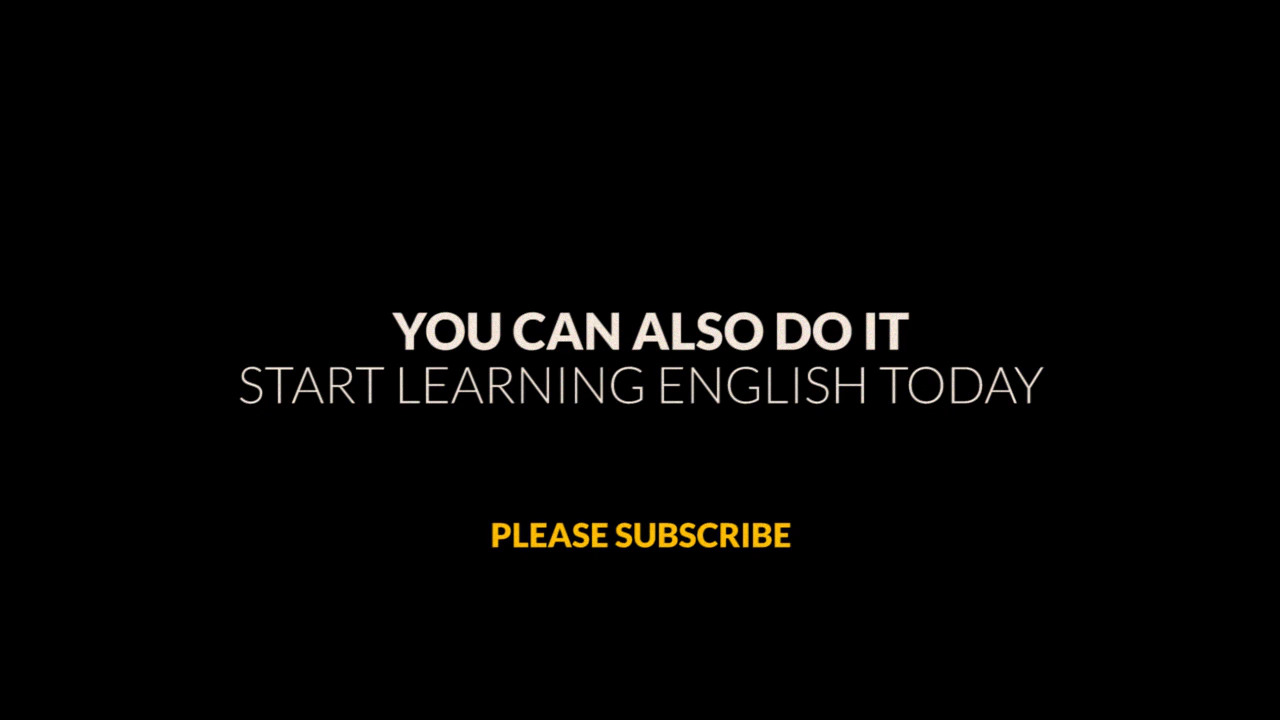 YOU CAN ALSO DO IT
START LEARNING ENGLISH TODAY
PLEASE SUBSCRIBE